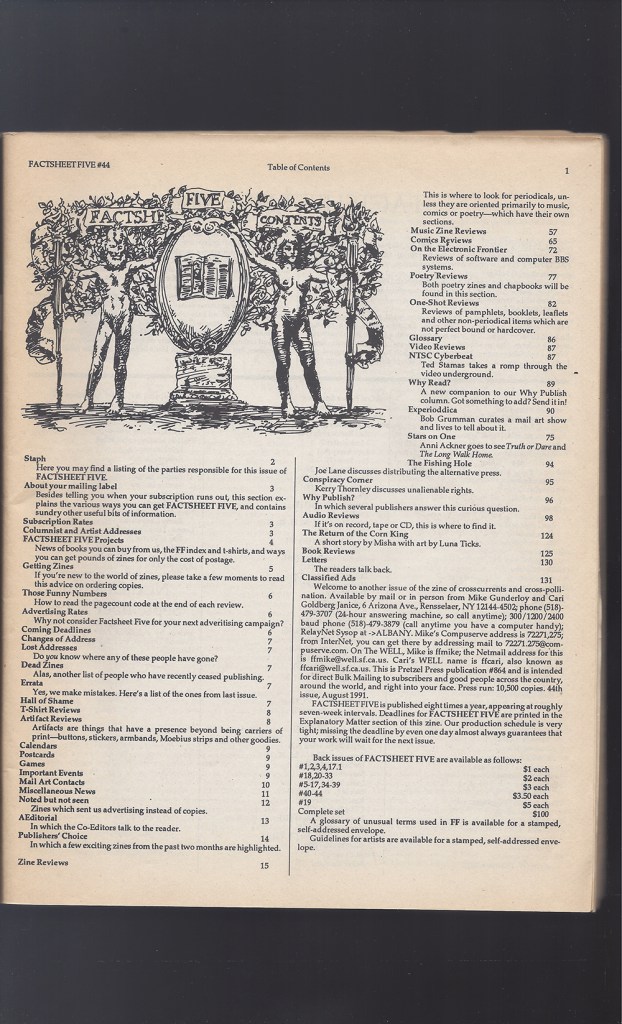 FACTSHEET FIVE #44
Table of Contents
1
FACTSHE
FIVE
CONTENTS
Staph 2
Here you may find a listing of the parties responsible for this issue of
FACTSHEET FIVE.
About your mailing label 3
Besides telling you when your subscription runs out, this section ex-
plains the various ways you can get FACTSHEET FIVE, and contains
sundry other useful bits of information.
Subscription Rates 3
Columnist and Artist Addresses 3
FACTSHEET FIVE Projects 4
News of books you can buy from us, the FF index and t-shirts, and ways
you can get pounds of zines for only the cost of postage.
Getting Zines 5
If you're new to the world of zines, please take a few moments to read
this advice on ordering copies.
Those Funny Numbers 6
How to read the pagecount code at the end of each review.
Advertising Rates 6
Why not consider Factsheet Five for your next advertising campaign?
Coming Deadlines 6
Changes of Address 7
Lost Addresses 7
Do you know where any of these people have gone?
Dead Zines 7
Alas, another list of people who have recently ceased publishing.
Errata 7
Yes, we make mistakes. Here's a list of the ones from last issue.
Hall of Shame 7
T-Shirt Reviews 8
Artifact Reviews 8
Artifacts are things that have a presence beyond being carriers of
print—buttons, stickers, armbands, Moebius strips and other goodies.
Calendars 9
Postcards 9
Games 9
Important Events 9
Mail Art Contacts 10
Miscellaneous News 11
Noted but not seen 12
Zines which sent us advertising instead of copies.
AEditorial 13
In which the Co-Editors talk to the reader.
Publishers' Choice 14
In which a few exciting zines from the past two months are highlighted.
Zine Reviews 15
This is where to look for periodicals, un-
less they are oriented primarily to music,
comics or poetry—which have their own
sections.
Music Zine Reviews 57
Comics Reviews 65
On the Electronic Frontier 72
Reviews of software and computer BBS
systems.
Poetry Reviews 77
Both poetry zines and chapbooks will be
found in this section.
One-Shot Reviews 82
Reviews of pamphlets, booklets, leaflets
and other non-periodical items which are
not perfect bound or hardcover.
Glossary 86
Video Reviews 87
NTSC Cyberbeat 87
Ted Stamas takes a romp through the
video underground.
Why Read? 89
A new companion to our Why Publish
column. Got something to add? Send it in!
Experioddica 90
Bob Grumman curates a mail art show
and lives to tell about it.
Stars on One 75
Anni Ackner goes to see Truth or Dare and
The Long Walk Home.
The Fishing Hole 94
Joe Lane discusses distributing the alternative press.
Conspiracy Corner 95
Kerry Thornley discusses unalienable rights.
Why Publish? 96
In which several publishers answer this curious question.
Audio Reviews 98
If it's on record, tape or CD, this is where to find it.
The Return of the Corn King 124
A short story by Misha with art by Luna Ticks.
Book Reviews 125
Letters 130
The readers talk back.
Classified Ads 131
Welcome to another issue of the zine of crosscurrents and cross-polli-
nation. Available by mail or in person from Mike Gunderloy and Cari
Goldberg Janice, 6 Arizona Ave., Rensselaer, NY 12144-4502; phone (518)-
479-3707 (24-hour answering machine, so call anytime); 300/1200/2400
baud phone (518)-479-3879 (call anytime you have a computer handy);
RelayNet Sysop at ->ALBANY. Mike's Compuserve address is 72271,275;
from InterNet, you can get there by addressing mail to 72271.275@com-
puserve.com. On The WELL, Mike is ffmike; the Netmail address for this
is ffmike@well.sf.ca.us. Cari's WELL name is ffcari, also known as
ffcari@well.sf.ca.us. This is Pretzel Press publication #864 and is intended
for direct Bulk Mailing to subscribers and good people across the country,
around the world, and right into your face. Press run: 10,500 copies. 44th
issue, August 1991.
FACTSHEET FIVE is published eight times a year, appearing at roughly
seven-week intervals. Deadlines for FACTSHEET FIVE are printed in the
Explanatory Matter section of this zine. Our production schedule is very
tight; missing the deadline by even one day almost always guarantees that
your work will wait for the next issue.
Back issues of FACTSHEET FIVE are available as follows:
#1,2,3,4,17.1 $1 each
#18,20-33 $2 each
#5-17,34-39 $3 each
#40-44 $3.50 each
#19 $5 each
Complete set $100
A glossary of unusual terms used in FF is available for a stamped,
self-addressed envelope.
Guidelines for artists are available for a stamped, self-addressed enve-
lope.